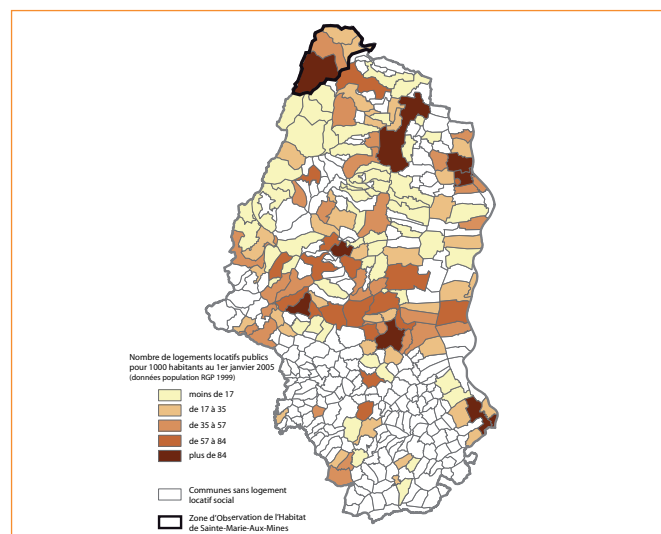 Nombre de logements locatifs publics
pour 1000 habitants au 1er janvier 2005
(données population RGP 1999)
moins de 17
de 17 à 35
de 35 à 57
de 57 à 84
plus de 84
Communes sans logement
locatif social
Zone d'Observation de l'Habitat
de Sainte-Marie-Aux-Mines